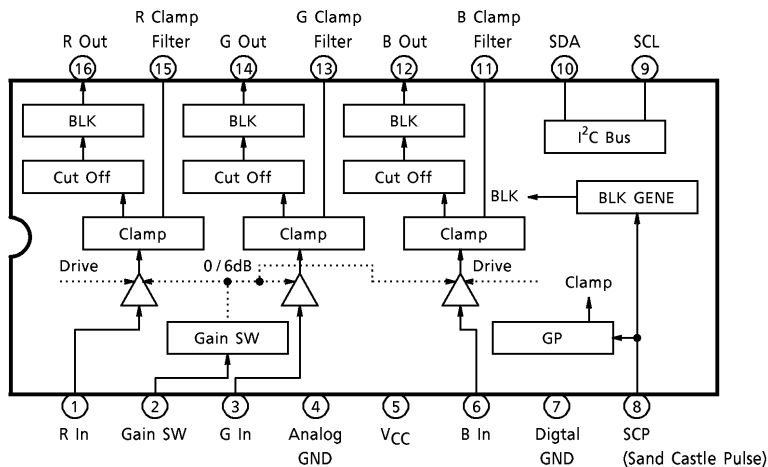 R Out
R Clamp Filter
G Out
G Clamp Filter
B Out
B Clamp Filter
SDA
SCL
16
15
14
13
12
11
10
9
BLK
BLK
BLK
I²C Bus
Cut Off
Cut Off
Cut Off
BLK
BLK GENE
Clamp
Clamp
Clamp
Drive
0 / 6dB
Drive
Clamp
Gain SW
GP
1
2
3
4
5
6
7
8
R In
Gain SW
G In
Analog GND
VCC
B In
Digtal GND
SCP (Sand Castle Pulse)